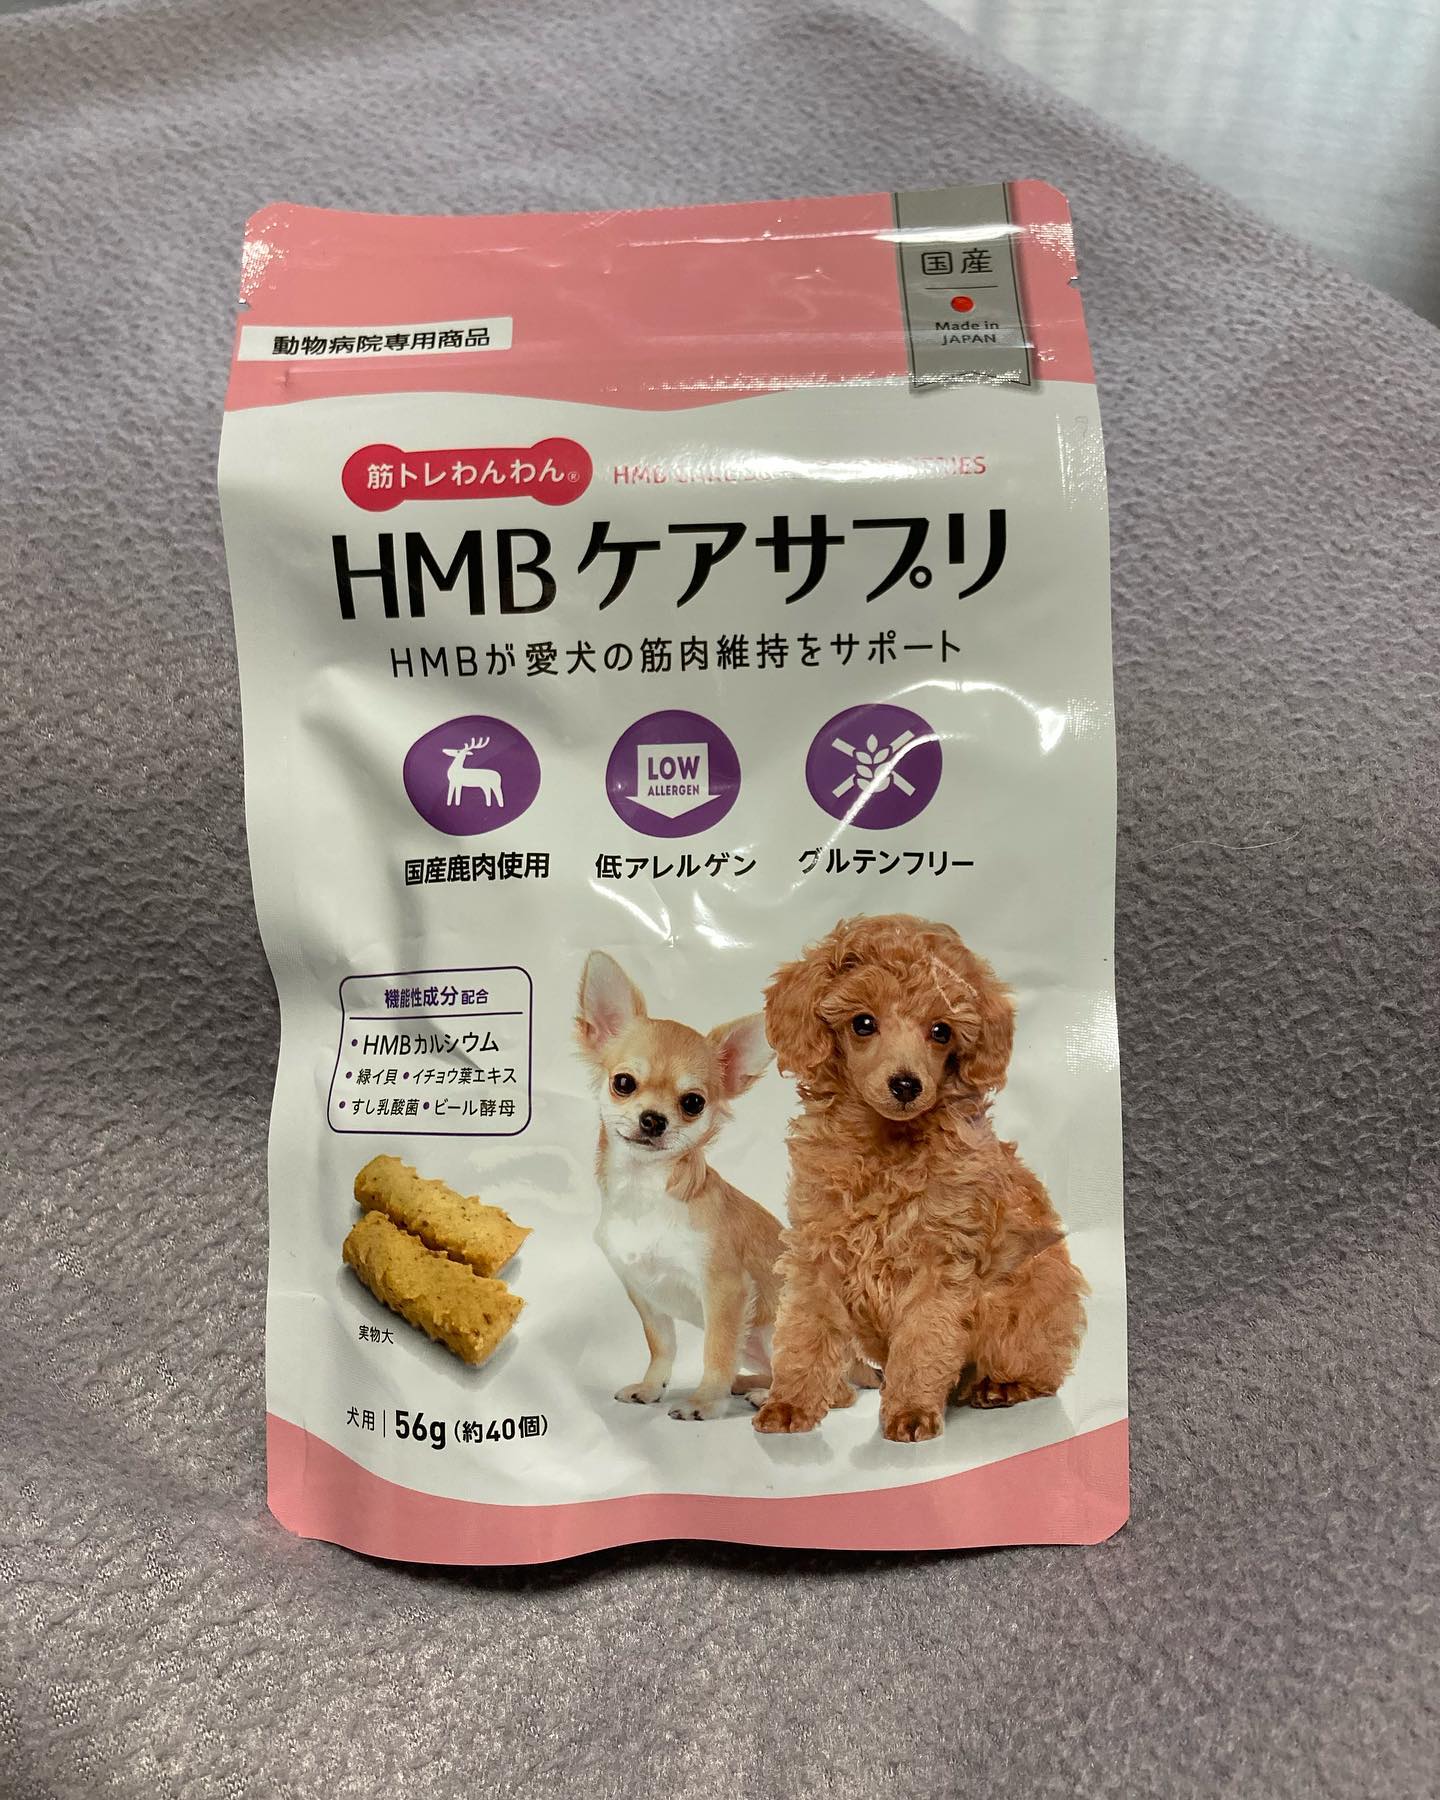 国産
Made in
JAPAN
動物病院専用商品
筋トレわんわん®
HMB
HMBケアサプリ
HMBが愛犬の筋肉維持をサポート
LOW
ALLERGEN
国産鹿肉使用 低アレルゲン グルテンフリー
機能性成分配合
•HMBカルシウム
•緑イ貝•イチョウ葉エキス
•すし乳酸菌•ビール酵母
実物大
犬用 | 56g (約40個)